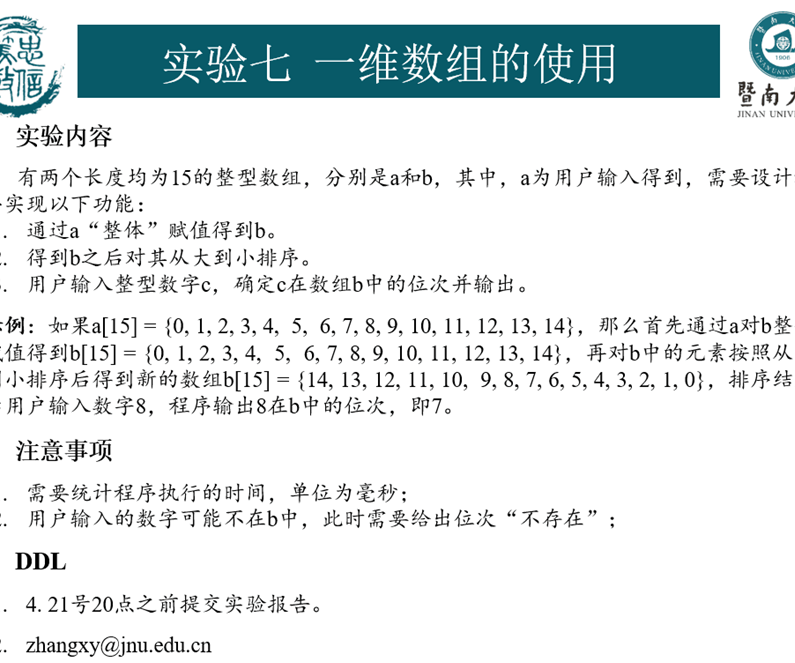 实验七 一维数组的使用
1906
暨南大
JINAN UNIV
实验内容
有两个长度均为15的整型数组，分别是a和b，其中，a为用户输入得到，需要设计
实现以下功能：
. 通过a“整体”赋值得到b。
. 得到b之后对其从大到小排序。
. 用户输入整型数字c，确定c在数组b中的位次并输出。
例：如果a[15] = {0, 1, 2, 3, 4, 5, 6, 7, 8, 9, 10, 11, 12, 13, 14}，那么首先通过a对b整
值得到b[15] = {0, 1, 2, 3, 4, 5, 6, 7, 8, 9, 10, 11, 12, 13, 14}，再对b中的元素按照从
小排序后得到新的数组b[15] = {14, 13, 12, 11, 10, 9, 8, 7, 6, 5, 4, 3, 2, 1, 0}，排序结
用户输入数字8，程序输出8在b中的位次，即7。
注意事项
. 需要统计程序执行的时间，单位为毫秒；
. 用户输入的数字可能不在b中，此时需要给出位次“不存在”；
DDL
. 4. 21号20点之前提交实验报告。
. zhangxy@jnu.edu.cn